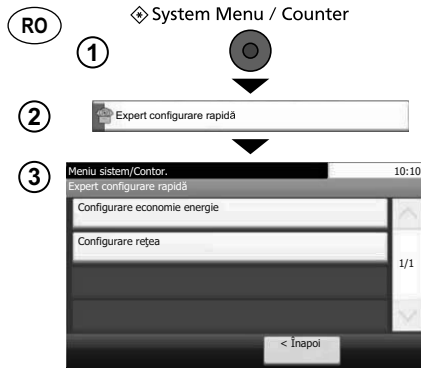 RO
System Menu / Counter
1
2
Expert configurare rapidă
3
Meniu sistem/Contor.
10:10
Expert configurare rapidă
Configurare economie energie
Configurare reţea
1/1
< Înapoi